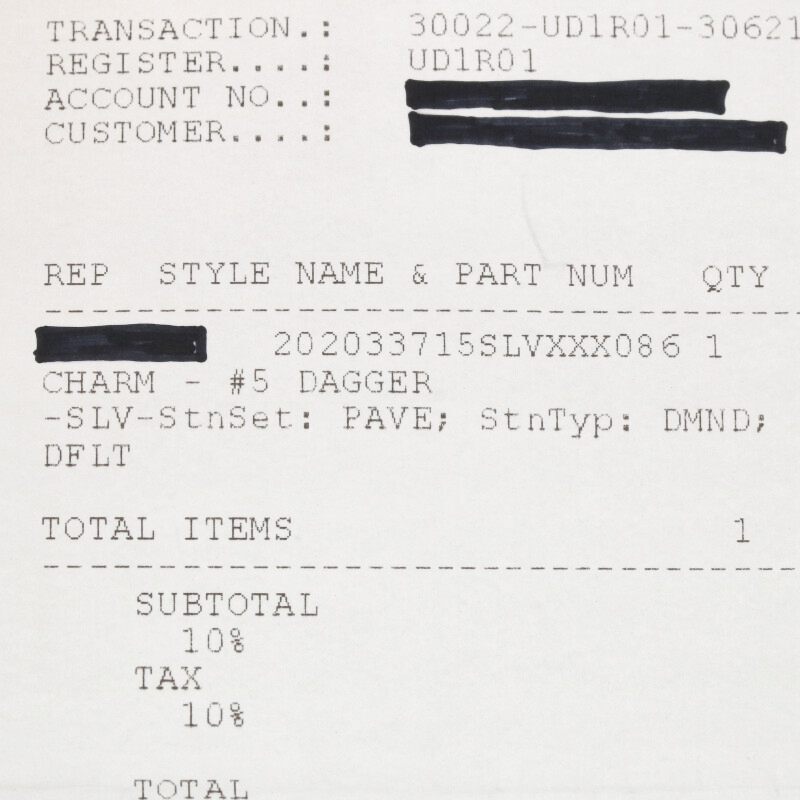 TRANSACTION.: 30022-UD1R01-30621
REGISTER....: UD1R01
ACCOUNT NO..:
CUSTOMER....:
REP STYLE NAME & PART NUM QTY
202033715SLVXXX086 1
CHARM - #5 DAGGER
-SLV-StnSet: PAVE; StnTyp: DMND;
DFLT
TOTAL ITEMS 1
SUBTOTAL
10%
TAX
10%
TOTAL